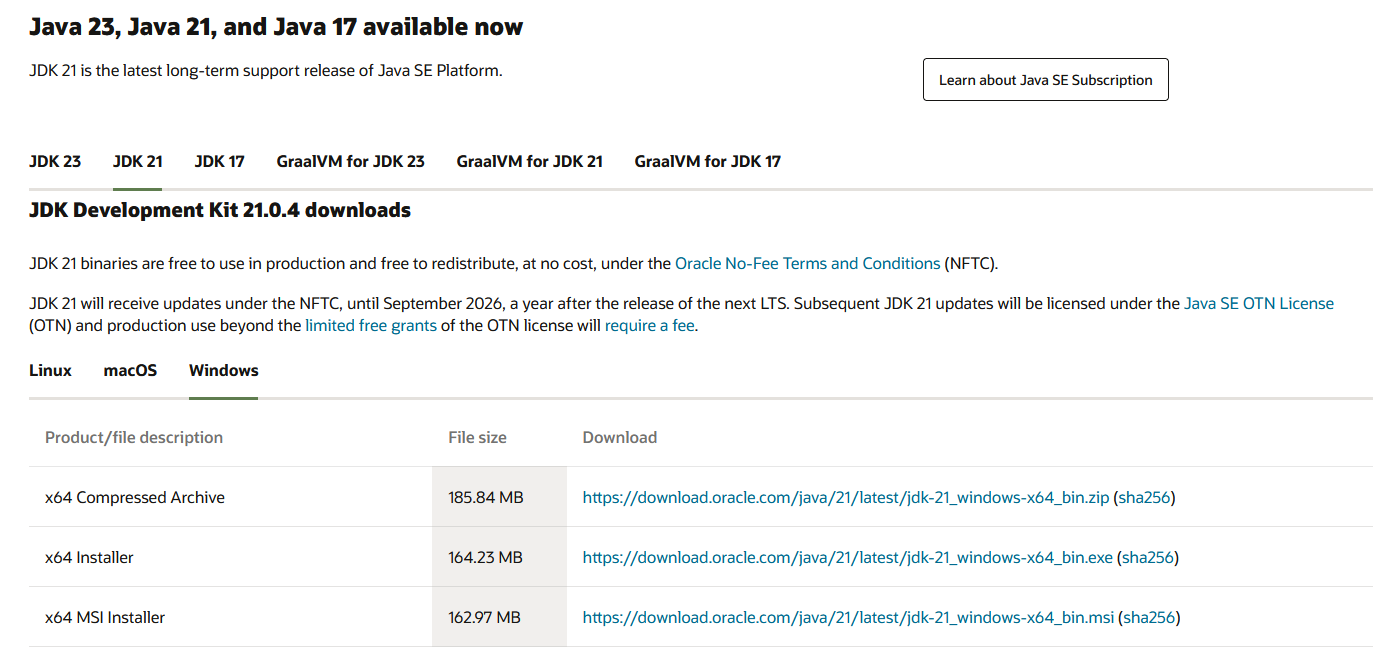 Java 23, Java 21, and Java 17 available now
JDK 21 is the latest long-term support release of Java SE Platform.
Learn about Java SE Subscription
JDK 23 JDK 21 JDK 17 GraalVM for JDK 23 GraalVM for JDK 21 GraalVM for JDK 17
JDK Development Kit 21.0.4 downloads
JDK 21 binaries are free to use in production and free to redistribute, at no cost, under the Oracle No-Fee Terms and Conditions (NFTC).
JDK 21 will receive updates under the NFTC, until September 2026, a year after the release of the next LTS. Subsequent JDK 21 updates will be licensed under the Java SE OTN License
(OTN) and production use beyond the limited free grants of the OTN license will require a fee.
Linux macOS Windows
Product/file description File size Download
x64 Compressed Archive 185.84 MB https://download.oracle.com/java/21/latest/jdk-21_windows-x64_bin.zip (sha256)
x64 Installer 164.23 MB https://download.oracle.com/java/21/latest/jdk-21_windows-x64_bin.exe (sha256)
x64 MSI Installer 162.97 MB https://download.oracle.com/java/21/latest/jdk-21_windows-x64_bin.msi (sha256)